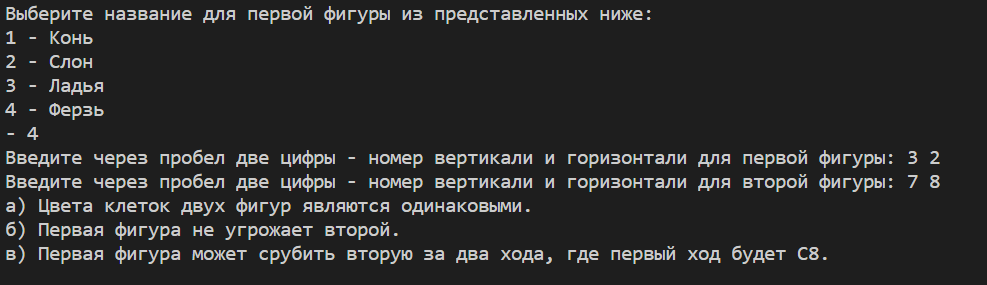 Выберите название для первой фигуры из представленных ниже:
1 - Конь
2 - Слон
3 - Ладья
4 - Ферзь
- 4
Введите через пробел две цифры - номер вертикали и горизонтали для первой фигуры: 3 2
Введите через пробел две цифры - номер вертикали и горизонтали для второй фигуры: 7 8
а) Цвета клеток двух фигур являются одинаковыми.
б) Первая фигура не угрожает второй.
в) Первая фигура может срубить вторую за два хода, где первый ход будет C8.